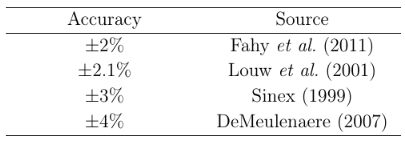 Accuracy Source
±2% Fahy et al. (2011)
±2.1% Louw et al. (2001)
±3% Sinex (1999)
±4% DeMeulenaere (2007)